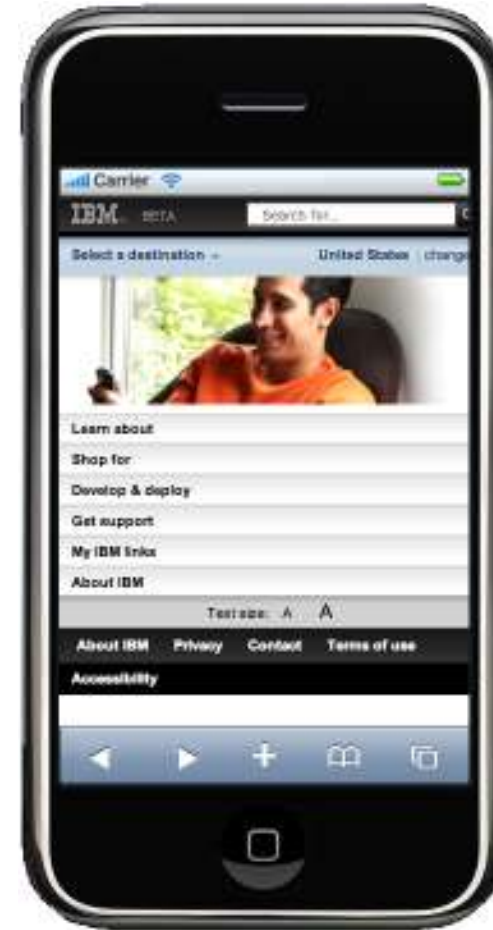 Carrier
IBM BETA Search for...
Select a destination United States | change
Learn about
Shop for
Develop & deploy
Get support
My IBM links
About IBM
Text size: A A
About IBM Privacy Contact Terms of use
Accessibility